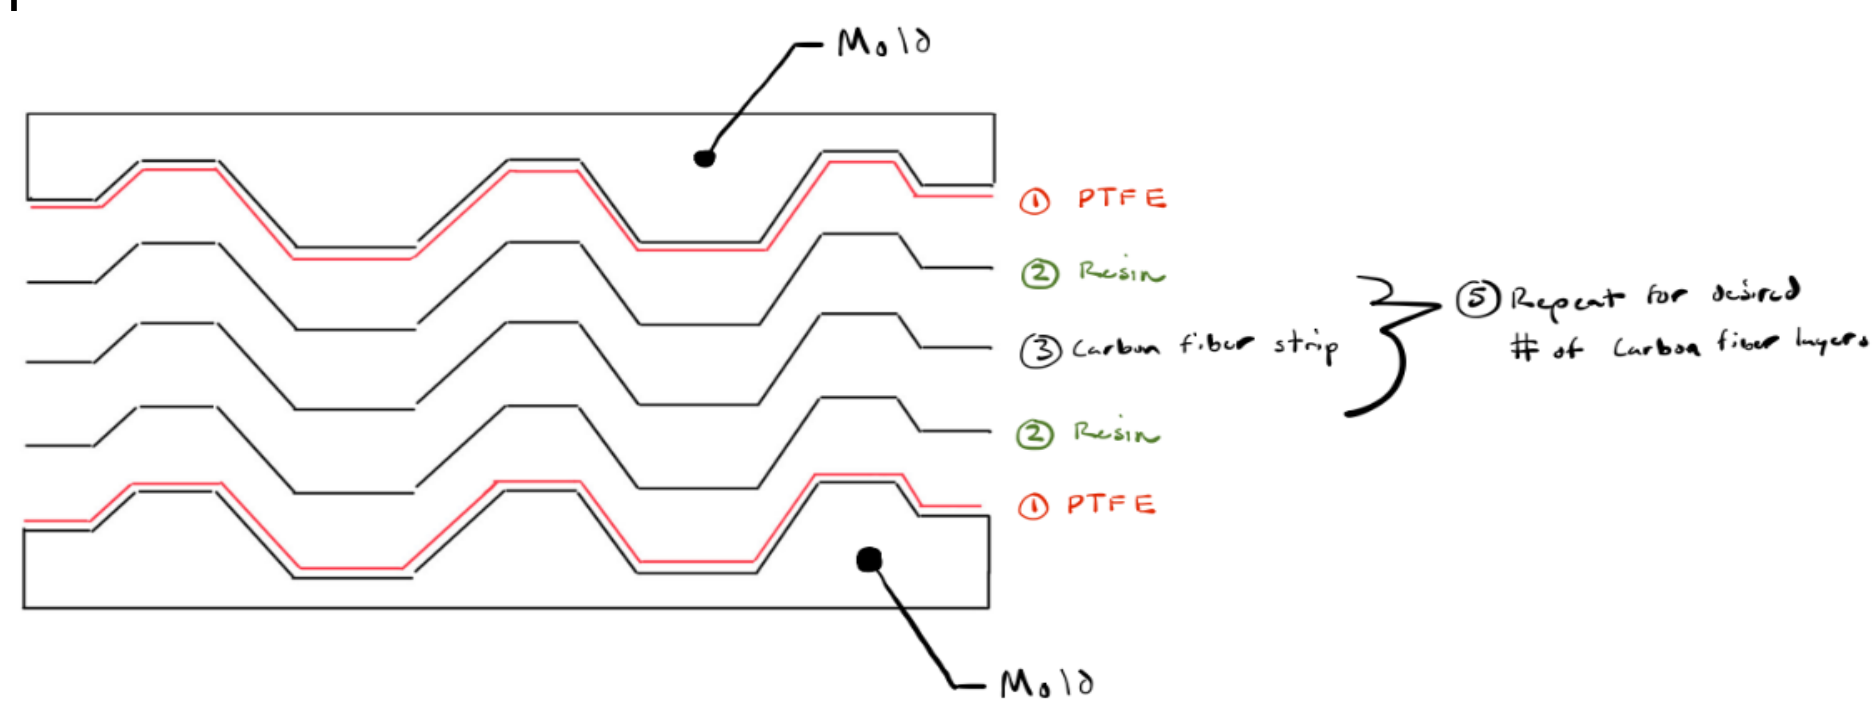 Mold
① PTFE
② Resin
③ Carbon fiber strip
⑤ Repeat for desired
# of Carbon fiber layers
② Resin
① PTFE
Mold